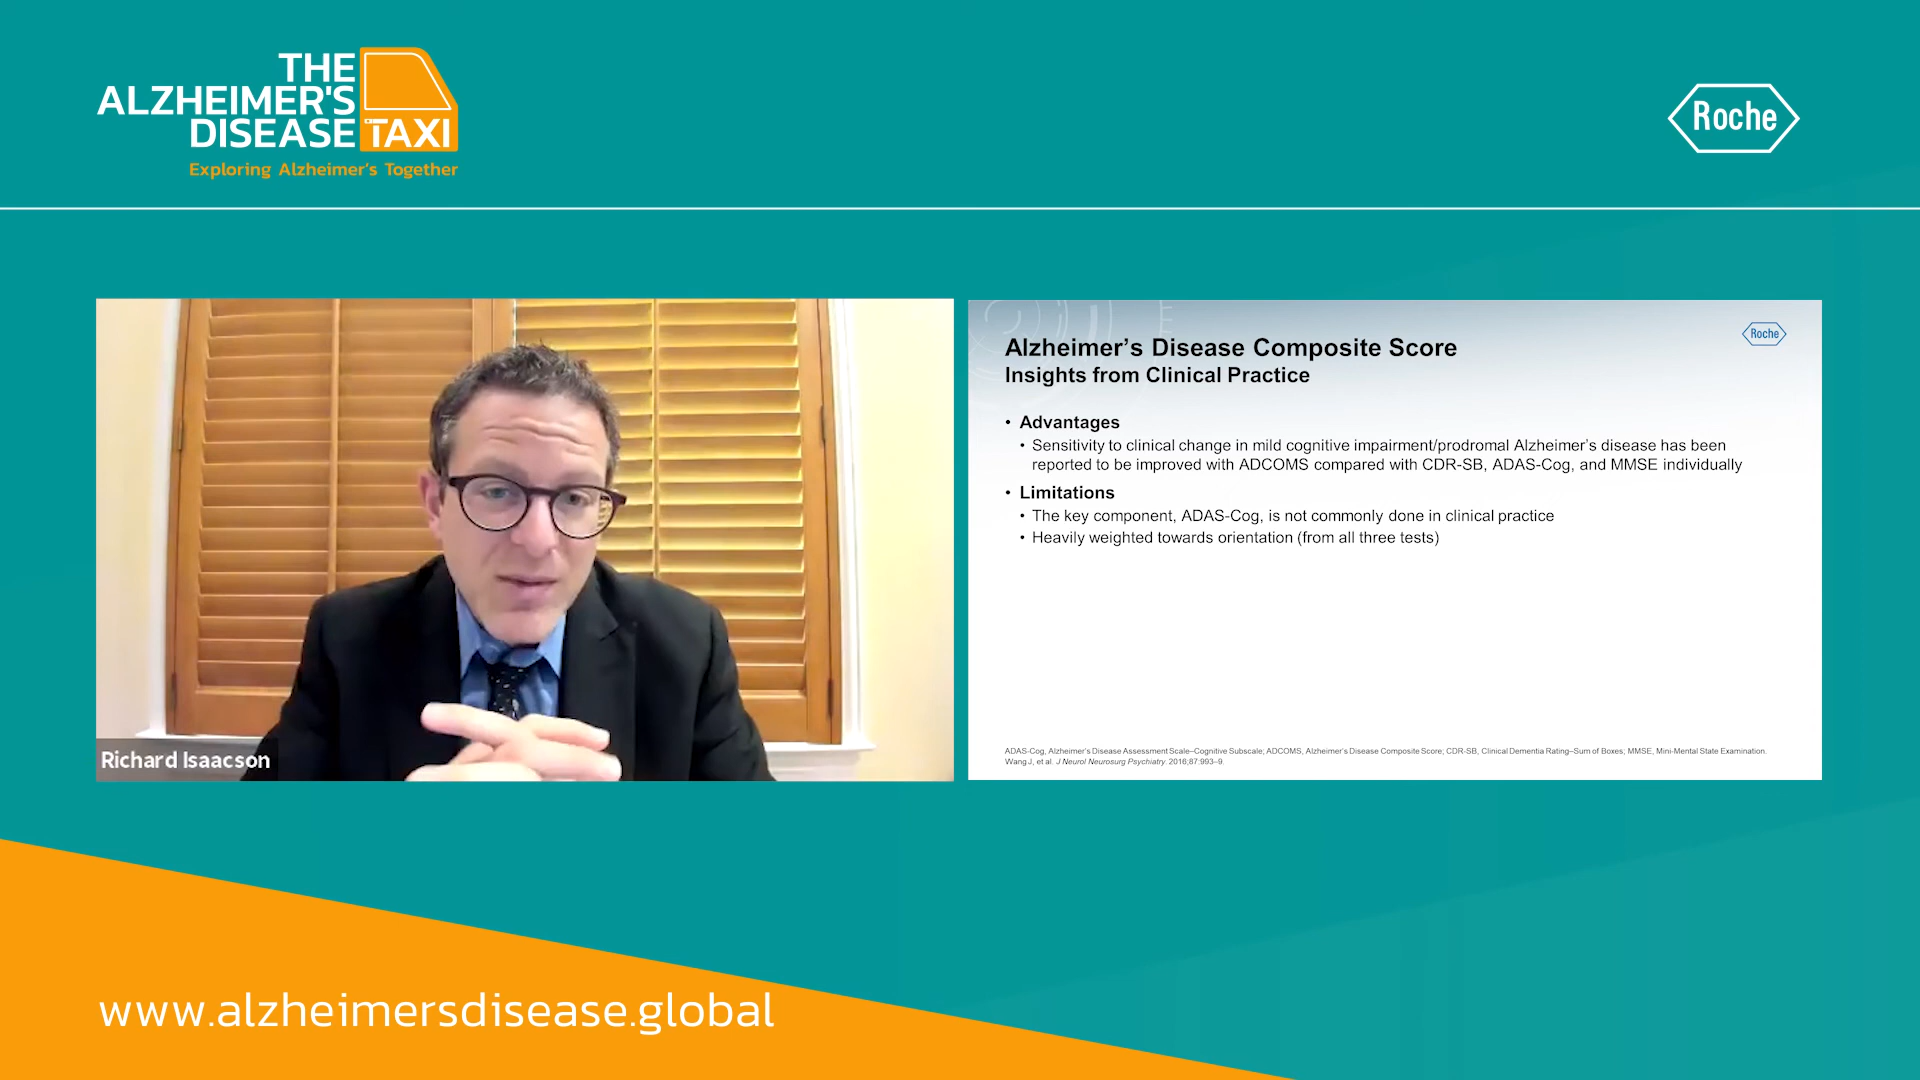 THE
ALZHEIMER'S
DISEASE TAXI
Exploring Alzheimer's Together
Roche
Richard Isaacson
Roche
Alzheimer's Disease Composite Score
Insights from Clinical Practice
• Advantages
• Sensitivity to clinical change in mild cognitive impairment/prodromal Alzheimer's disease has been
reported to be improved with ADCOMS compared with CDR-SB, ADAS-Cog, and MMSE individually
• Limitations
• The key component, ADAS-Cog, is not commonly done in clinical practice
• Heavily weighted towards orientation (from all three tests)
ADAS-Cog, Alzheimer's Disease Assessment Scale–Cognitive Subscale; ADCOMS, Alzheimer's Disease Composite Score; CDR-SB, Clinical Dementia Rating–Sum of Boxes; MMSE, Mini-Mental State Examination.
Wang J, et al. J Neurol Neurosurg Psychiatry. 2016;87:993–9.
www.alzheimersdisease.global